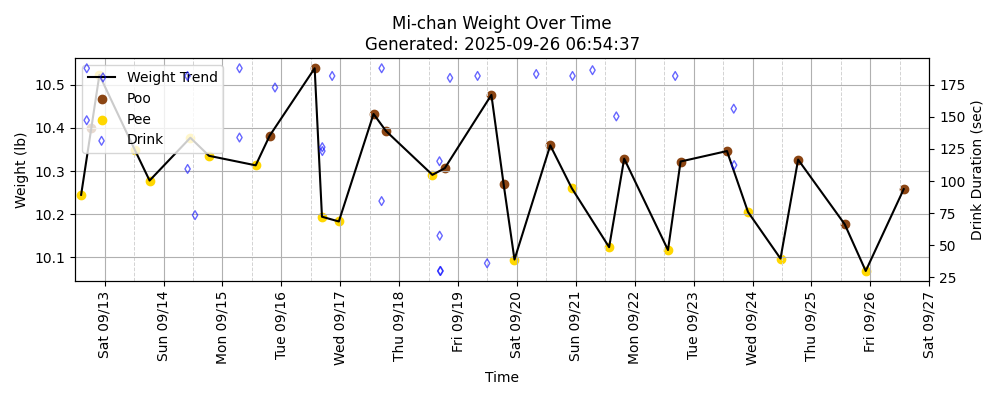 Mi-chan Weight Over Time
Generated: 2025-09-26 06:54:37
Weight Trend
Poo
Pee
Drink
Weight (lb)
10.5
10.4
10.3
10.2
10.1
Drink Duration (sec)
175
150
125
100
75
50
25
Sat 09/13
Sun 09/14
Mon 09/15
Tue 09/16
Wed 09/17
Thu 09/18
Fri 09/19
Sat 09/20
Sun 09/21
Mon 09/22
Tue 09/23
Wed 09/24
Thu 09/25
Fri 09/26
Sat 09/27
Time